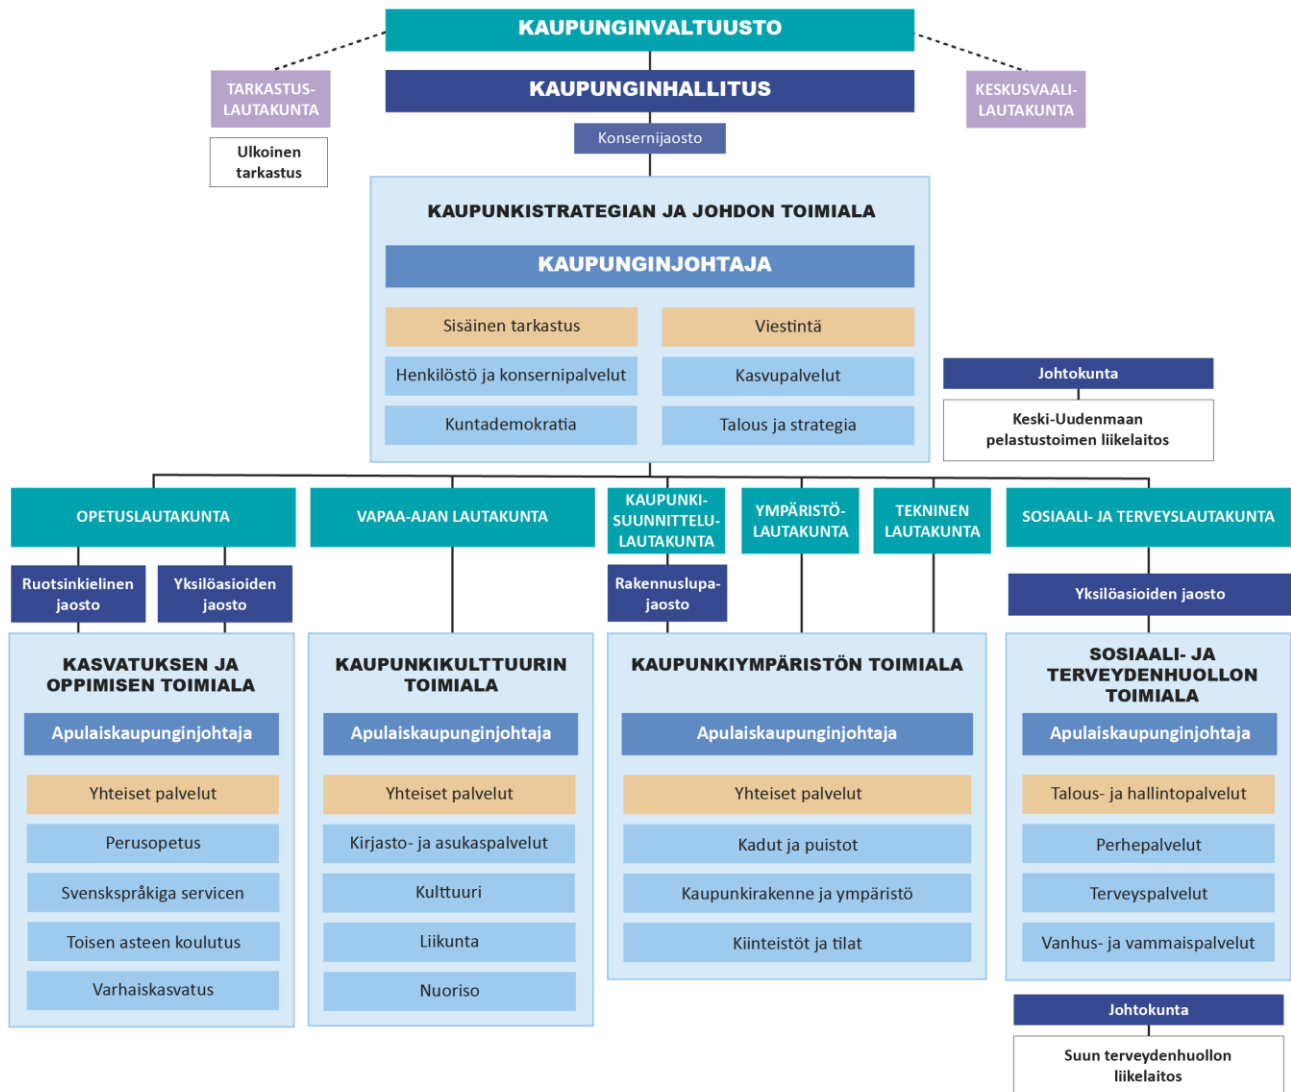 KAUPUNGINVALTUUSTO
TARKASTUS-
LAUTAKUNTA
KAUPUNGINHALLITUS
KESKUSVAALI-
LAUTAKUNTA
Ulkoinen
tarkastus
Konsernijaosto
KAUPUNKISTRATEGIAN JA JOHDON TOIMIALA
KAUPUNGINJOHTAJA
Sisäinen tarkastus
Viestintä
Henkilöstö ja konsernipalvelut
Kasvupalvelut
Kuntademokratia
Talous ja strategia
Johtokunta
Keski-Uudenmaan
pelastustoimen liikelaitos
OPETUSLAUTAKUNTA
VAPAA-AJAN LAUTAKUNTA
KAUPUNKI-
SUUNNITTELU-
LAUTAKUNTA
YMPÄRISTÖ-
LAUTAKUNTA
TEKNINEN
LAUTAKUNTA
SOSIAALI- JA TERVEYSLAUTAKUNTA
Ruotsinkielinen
jaosto
Yksilöasioiden
jaosto
Rakennuslupa-
jaosto
Yksilöasioiden jaosto
KASVATUKSEN JA
OPPIMISEN TOIMIALA
Apulaiskaupunginjohtaja
Yhteiset palvelut
Perusopetus
Svenskspråkiga servicen
Toisen asteen koulutus
Varhaiskasvatus
KAUPUNKIKULTTUURIN
TOIMIALA
Apulaiskaupunginjohtaja
Yhteiset palvelut
Kirjasto- ja asukaspalvelut
Kulttuuri
Liikunta
Nuoriso
KAUPUNKIYMPÄRISTÖN TOIMIALA
Apulaiskaupunginjohtaja
Yhteiset palvelut
Kadut ja puistot
Kaupunkirakenne ja ympäristö
Kiinteistöt ja tilat
SOSIAALI- JA
TERVEYDENHUOLLON
TOIMIALA
Apulaiskaupunginjohtaja
Talous- ja hallintopalvelut
Perhepalvelut
Terveyspalvelut
Vanhus- ja vammaispalvelut
Johtokunta
Suun terveydenhuollon
liikelaitos